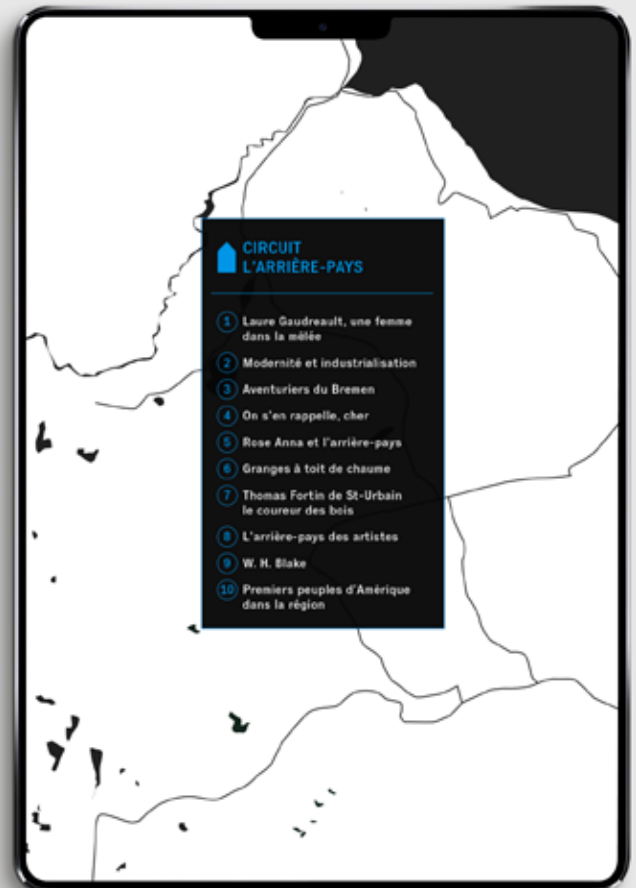 CIRCUIT
L'ARRIÈRE-PAYS
1 Laure Gaudreault, une femme
dans la mêlée
2 Modernité et industrialisation
3 Aventuriers du Bremen
4 On s'en rappelle, cher
5 Rose Anna et l'arrière-pays
6 Granges à toit de chaume
7 Thomas Fortin de St-Urbain
le coureur des bois
8 L'arrière-pays des artistes
9 W. H. Blake
10 Premiers peuples d'Amérique
dans la région